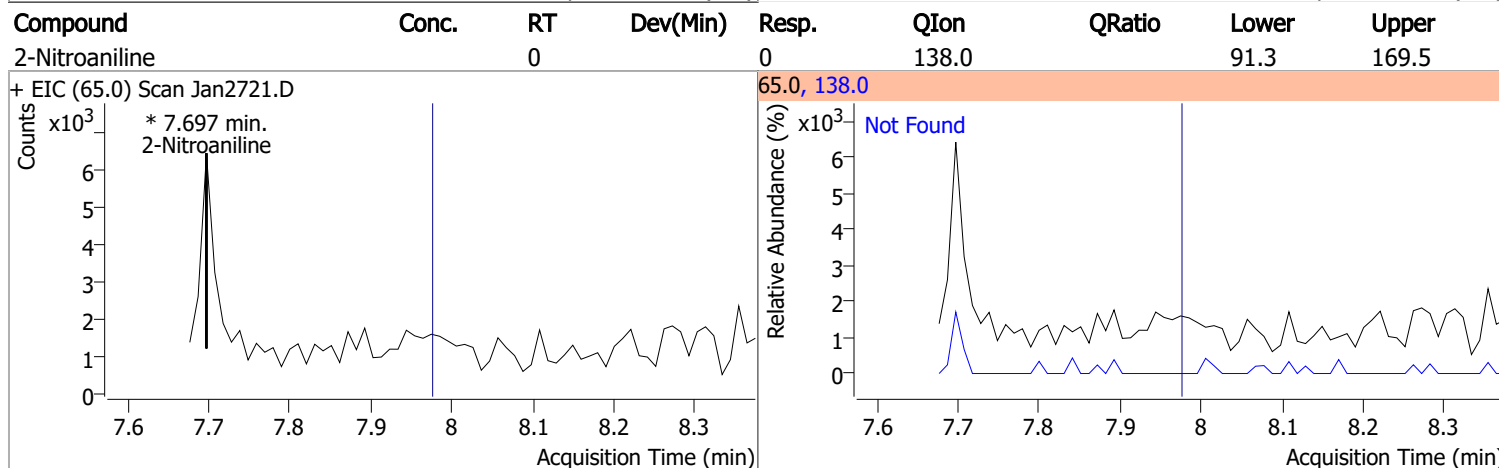 Compound Conc. RT Dev(Min) Resp. QIon QRatio Lower Upper
2-Nitroaniline 0 0 138.0 91.3 169.5
+ EIC (65.0) Scan Jan2721.D
Counts
x10³
* 7.697 min.
2-Nitroaniline
6
5
4
3
2
1
0
7.6 7.7 7.8 7.9 8 8.1 8.2 8.3
Acquisition Time (min)
65.0, 138.0
Relative Abundance (%)
x10³
Not Found
6
5
4
3
2
1
0
7.6 7.7 7.8 7.9 8 8.1 8.2 8.3
Acquisition Time (min)